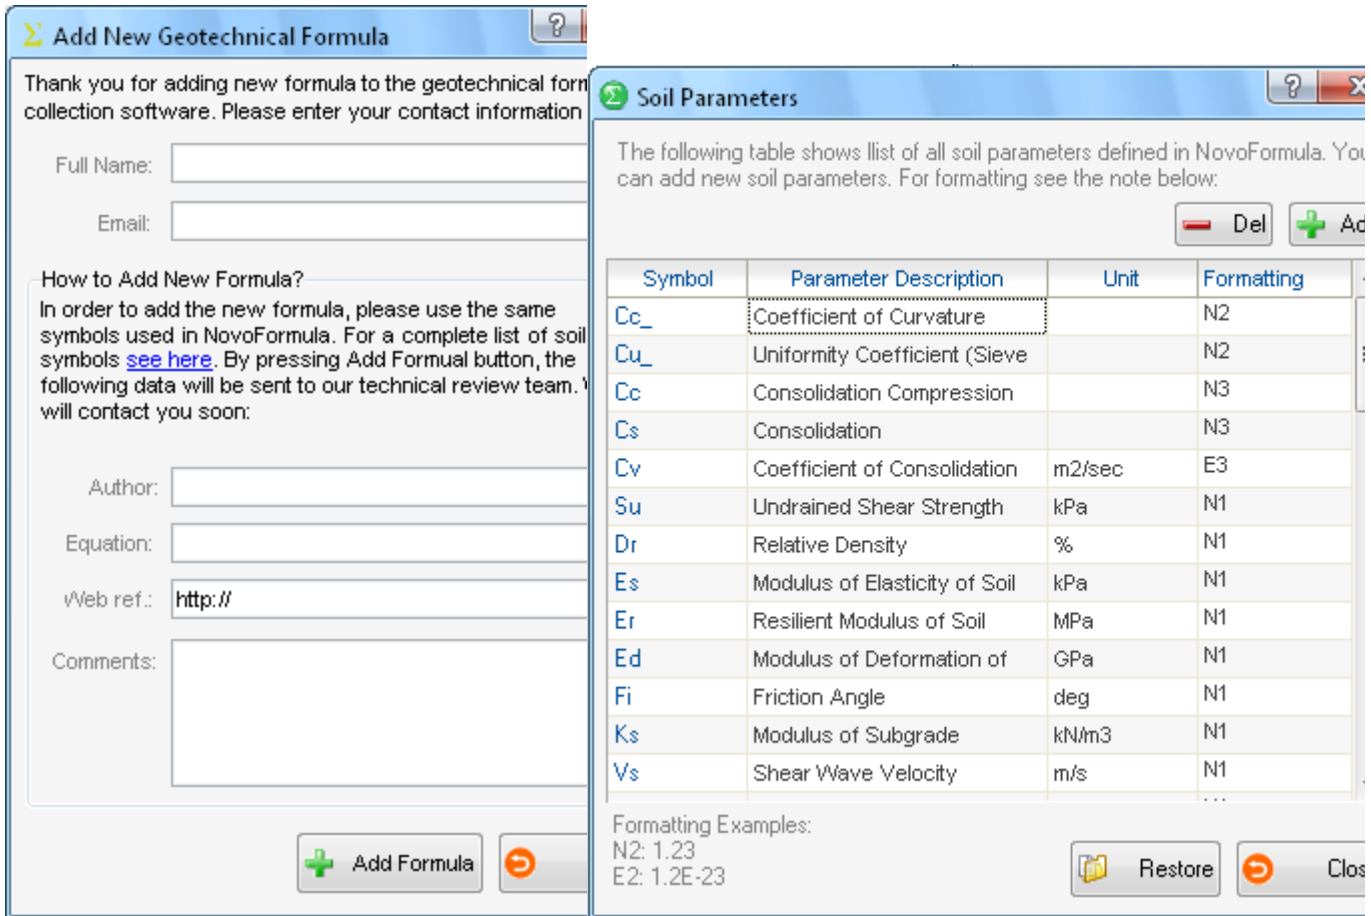 Add New Geotechnical Formula
Thank you for adding new formula to the geotechnical form
collection software. Please enter your contact information
Full Name:
Email:
How to Add New Formula?
In order to add the new formula, please use the same
symbols used in NovoFormula. For a complete list of soil
symbols see here. By pressing Add Formual button, the
following data will be sent to our technical review team.
will contact you soon:
Author:
Equation:
Web ref.: http://
Comments:
Add Formula
Soil Parameters
The following table shows llist of all soil parameters defined in NovoFormula. You
can add new soil parameters. For formatting see the note below:
Del Ad
Symbol Parameter Description Unit Formatting
Cc_ Coefficient of Curvature N2
Cu_ Uniformity Coefficient (Sieve N2
Cc Consolidation Compression N3
Cs Consolidation N3
Cv Coefficient of Consolidation m2/sec E3
Su Undrained Shear Strength kPa N1
Dr Relative Density % N1
Es Modulus of Elasticity of Soil kPa N1
Er Resilient Modulus of Soil MPa N1
Ed Modulus of Deformation of GPa N1
Fi Friction Angle deg N1
Ks Modulus of Subgrade kN/m3 N1
Vs Shear Wave Velocity m/s N1
Formatting Examples:
N2: 1.23
E2: 1.2E-23
Restore Clos